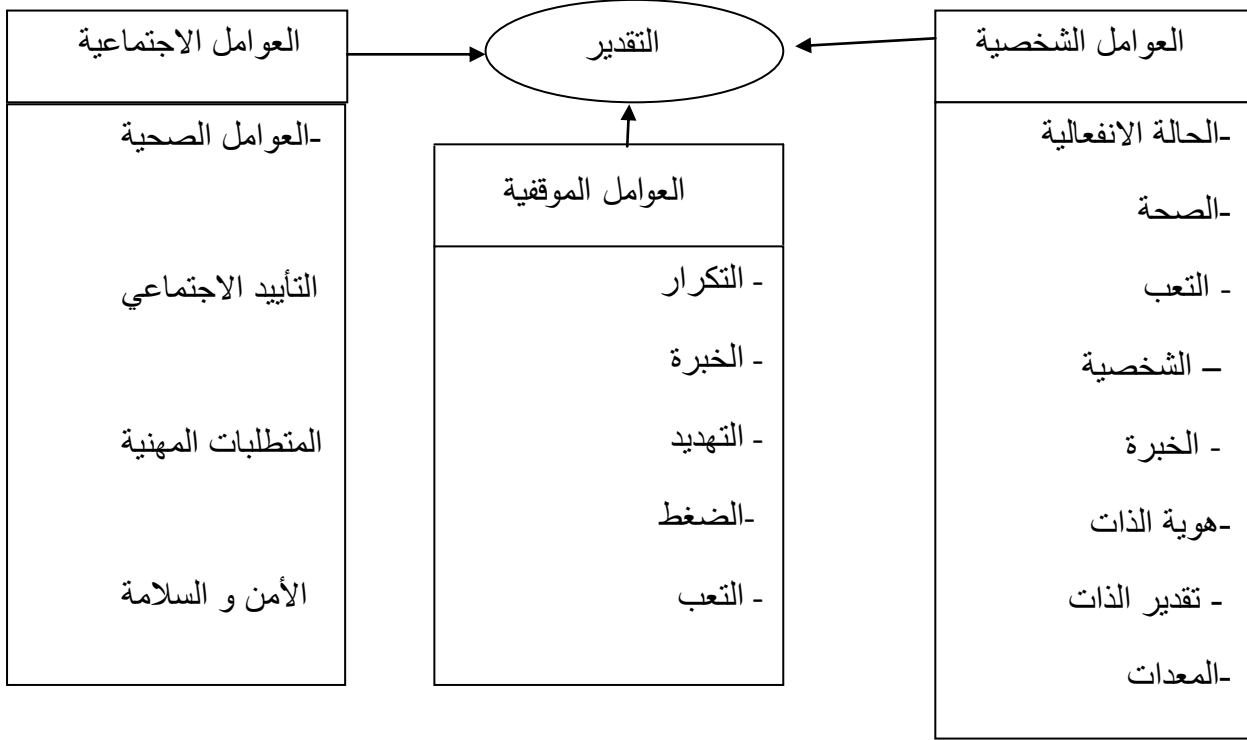 العوامل الشخصية
-الحالة الانفعالية
-الصحة
- التعب
– الشخصية
- الخبرة
-هوية الذات
- تقدير الذات
-المعدات
التقدير
العوامل الموقفية
- التكرار
- الخبرة
- التهديد
-الضغط
- التعب
العوامل الاجتماعية
-العوامل الصحية
التأييد الاجتماعي
المتطلبات المهنية
الأمن و السلامة